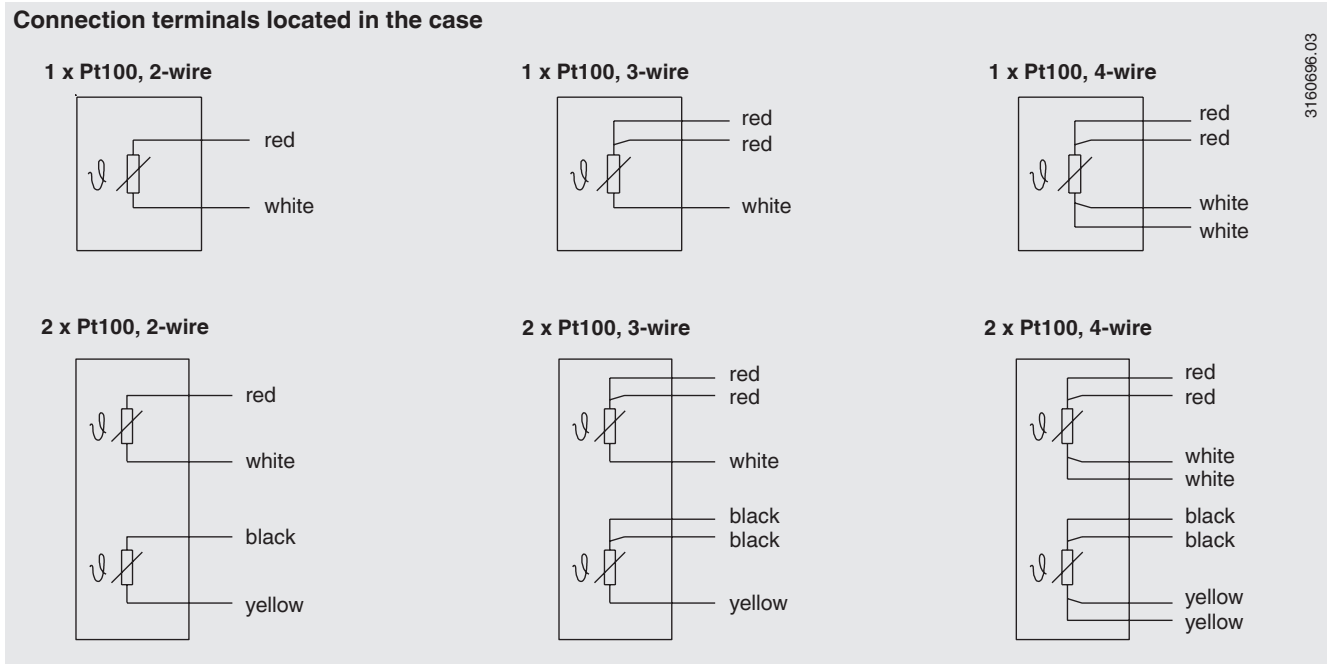 Connection terminals located in the case
3160696.03
1 x Pt100, 2-wire
ϑ
red
white
1 x Pt100, 3-wire
ϑ
red
red
white
1 x Pt100, 4-wire
ϑ
red
red
white
white
2 x Pt100, 2-wire
ϑ
red
white
ϑ
black
yellow
2 x Pt100, 3-wire
ϑ
red
red
white
ϑ
black
black
yellow
2 x Pt100, 4-wire
ϑ
red
red
white
white
ϑ
black
black
yellow
yellow